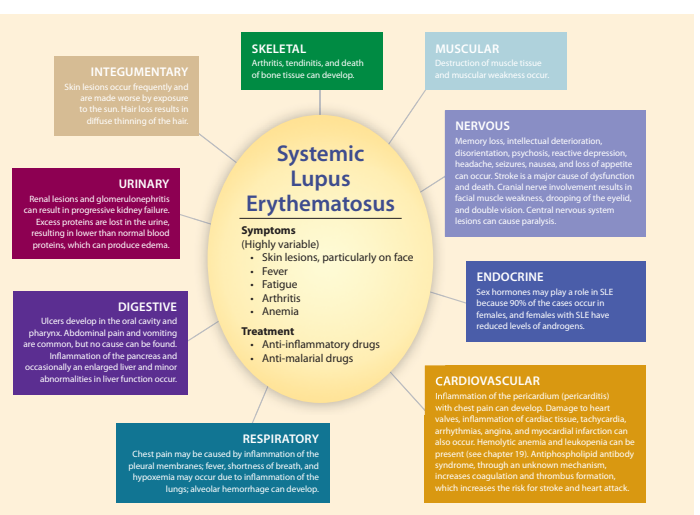 SKELETAL
Arthritis, tendinitis, and death
of bone tissue can develop.
MUSCULAR
Destruction of muscle tissue
and muscular weakness occur.
INTEGUMENTARY
Skin lesions occur frequently and
are made worse by exposure
to the sun. Hair loss results in
diffuse thinning of the hair.
NERVOUS
Memory loss, intellectual deterioration,
disorientation, psychosis, reactive depression,
headache, seizures, nausea, and loss of appetite
can occur. Stroke is a major cause of dysfunction
and death. Cranial nerve involvement results in
facial muscle weakness, drooping of the eyelid,
and double vision. Central nervous system
lesions can cause paralysis.
Systemic
Lupus
Erythematosus
Symptoms
(Highly variable)
• Skin lesions, particularly on face
• Fever
• Fatigue
• Arthritis
• Anemia
Treatment
• Anti-inflammatory drugs
• Anti-malarial drugs
URINARY
Renal lesions and glomerulonephritis
can result in progressive kidney failure.
Excess proteins are lost in the urine,
resulting in lower than normal blood
proteins, which can produce edema.
ENDOCRINE
Sex hormones may play a role in SLE
because 90% of the cases occur in
females, and females with SLE have
reduced levels of androgens.
DIGESTIVE
Ulcers develop in the oral cavity and
pharynx. Abdominal pain and vomiting
are common, but no cause can be found.
Inflammation of the pancreas and
occasionally an enlarged liver and minor
abnormalities in liver function occur.
CARDIOVASCULAR
Inflammation of the pericardium (pericarditis)
with chest pain can develop. Damage to heart
valves, inflammation of cardiac tissue, tachycardia,
arrhythmias, angina, and myocardial infarction can
also occur. Hemolytic anemia and leukopenia can be
present (see chapter 19). Antiphospholipid antibody
syndrome, through an unknown mechanism,
increases coagulation and thrombus formation,
which increases the risk for stroke and heart attack.
RESPIRATORY
Chest pain may be caused by inflammation of the
pleural membranes; fever, shortness of breath, and
hypoxemia may occur due to inflammation of the
lungs; alveolar hemorrhage can develop.